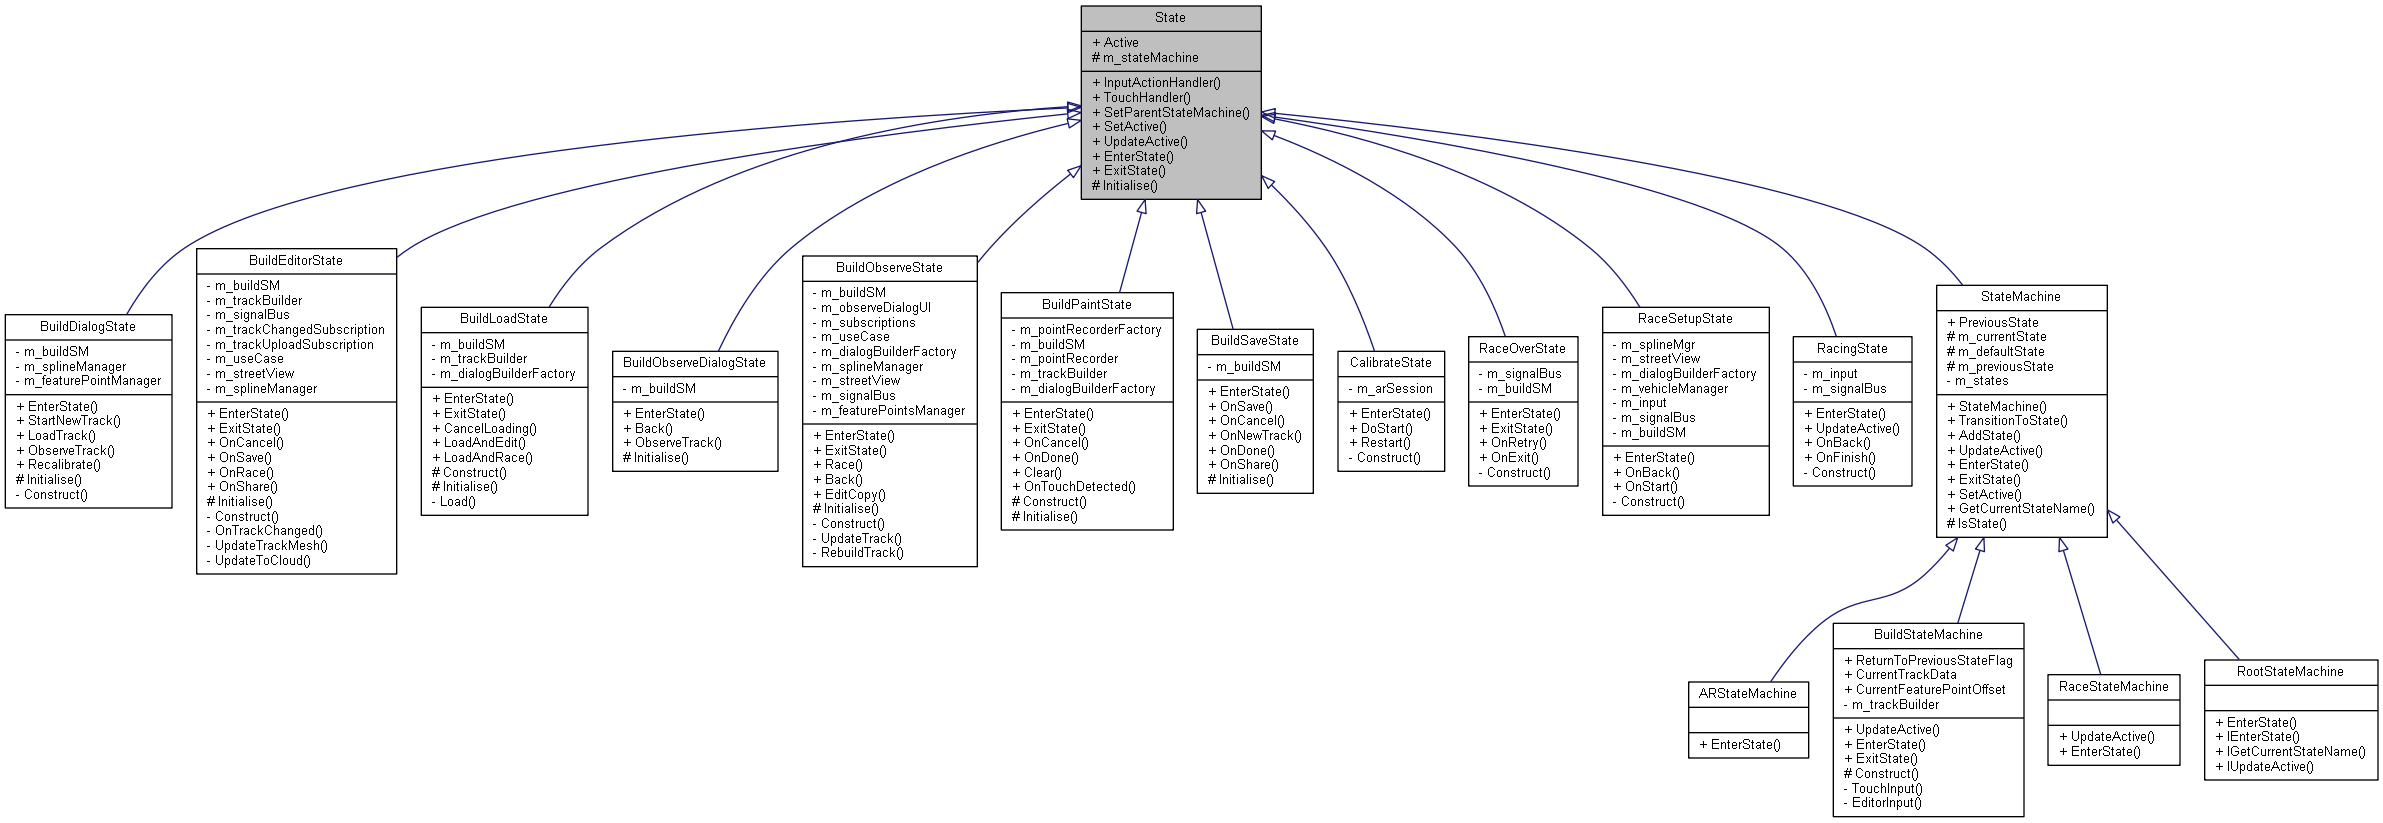 State
+ Active
# m_stateMachine
+ InputActionHandler()
+ TouchHandler()
+ SetParentStateMachine()
+ SetActive()
+ UpdateActive()
+ EnterState()
+ ExitState()
# Initialise()
BuildDialogState
- m_buildSM
- m_splineManager
- m_featurePointManager
+ EnterState()
+ StartNewTrack()
+ LoadTrack()
+ ObserveTrack()
+ Recalibrate()
# Initialise()
- Construct()
BuildEditorState
- m_buildSM
- m_trackBuilder
- m_signalBus
- m_trackChangedSubscription
- m_trackUploadSubscription
- m_useCase
- m_streetView
- m_splineManager
+ EnterState()
+ ExitState()
+ OnCancel()
+ OnSave()
+ OnRace()
+ OnShare()
# Initialise()
- Construct()
- OnTrackChanged()
- UpdateTrackMesh()
- UpdateToCloud()
BuildLoadState
- m_buildSM
- m_trackBuilder
- m_dialogBuilderFactory
+ EnterState()
+ ExitState()
+ CancelLoading()
+ LoadAndEdit()
+ LoadAndRace()
# Construct()
# Initialise()
- Load()
BuildObserveDialogState
- m_buildSM
+ EnterState()
+ Back()
+ ObserveTrack()
# Initialise()
BuildObserveState
- m_buildSM
- m_observeDialogUI
- m_subscriptions
- m_useCase
- m_dialogBuilderFactory
- m_splineManager
- m_streetView
- m_signalBus
- m_featurePointsManager
+ EnterState()
+ ExitState()
+ Race()
+ Back()
+ EditCopy()
# Initialise()
- Construct()
- UpdateTrack()
- RebuildTrack()
BuildPaintState
- m_pointRecorderFactory
- m_buildSM
- m_pointRecorder
- m_trackBuilder
- m_dialogBuilderFactory
+ EnterState()
+ ExitState()
+ OnCancel()
+ OnDone()
+ Clear()
+ OnTouchDetected()
# Construct()
# Initialise()
BuildSaveState
- m_buildSM
+ EnterState()
+ OnSave()
+ OnCancel()
+ OnNewTrack()
+ OnDone()
+ OnShare()
# Initialise()
CalibrateState
- m_arSession
+ EnterState()
+ DoStart()
+ Restart()
- Construct()
RaceOverState
- m_signalBus
- m_buildSM
+ EnterState()
+ ExitState()
+ OnRetry()
+ OnExit()
- Construct()
RaceSetupState
- m_splineMgr
- m_streetView
- m_dialogBuilderFactory
- m_vehicleManager
- m_input
- m_signalBus
- m_buildSM
+ EnterState()
+ OnBack()
+ OnStart()
- Construct()
RacingState
- m_input
- m_signalBus
+ EnterState()
+ UpdateActive()
+ OnBack()
+ OnFinish()
- Construct()
StateMachine
+ PreviousState
# m_currentState
# m_defaultState
# m_previousState
- m_states
+ StateMachine()
+ TransitionToState()
+ AddState()
+ UpdateActive()
+ EnterState()
+ ExitState()
+ SetActive()
+ GetCurrentStateName()
# IsState()
ARStateMachine
+ EnterState()
BuildStateMachine
+ ReturnToPreviousStateFlag
+ CurrentTrackData
+ CurrentFeaturePointOffset
- m_trackBuilder
+ UpdateActive()
+ EnterState()
+ ExitState()
# Construct()
- TouchInput()
- EditorInput()
RaceStateMachine
+ UpdateActive()
+ EnterState()
RootStateMachine
+ EnterState()
+ IEnterState()
+ IGetCurrentStateName()
+ IUpdateActive()